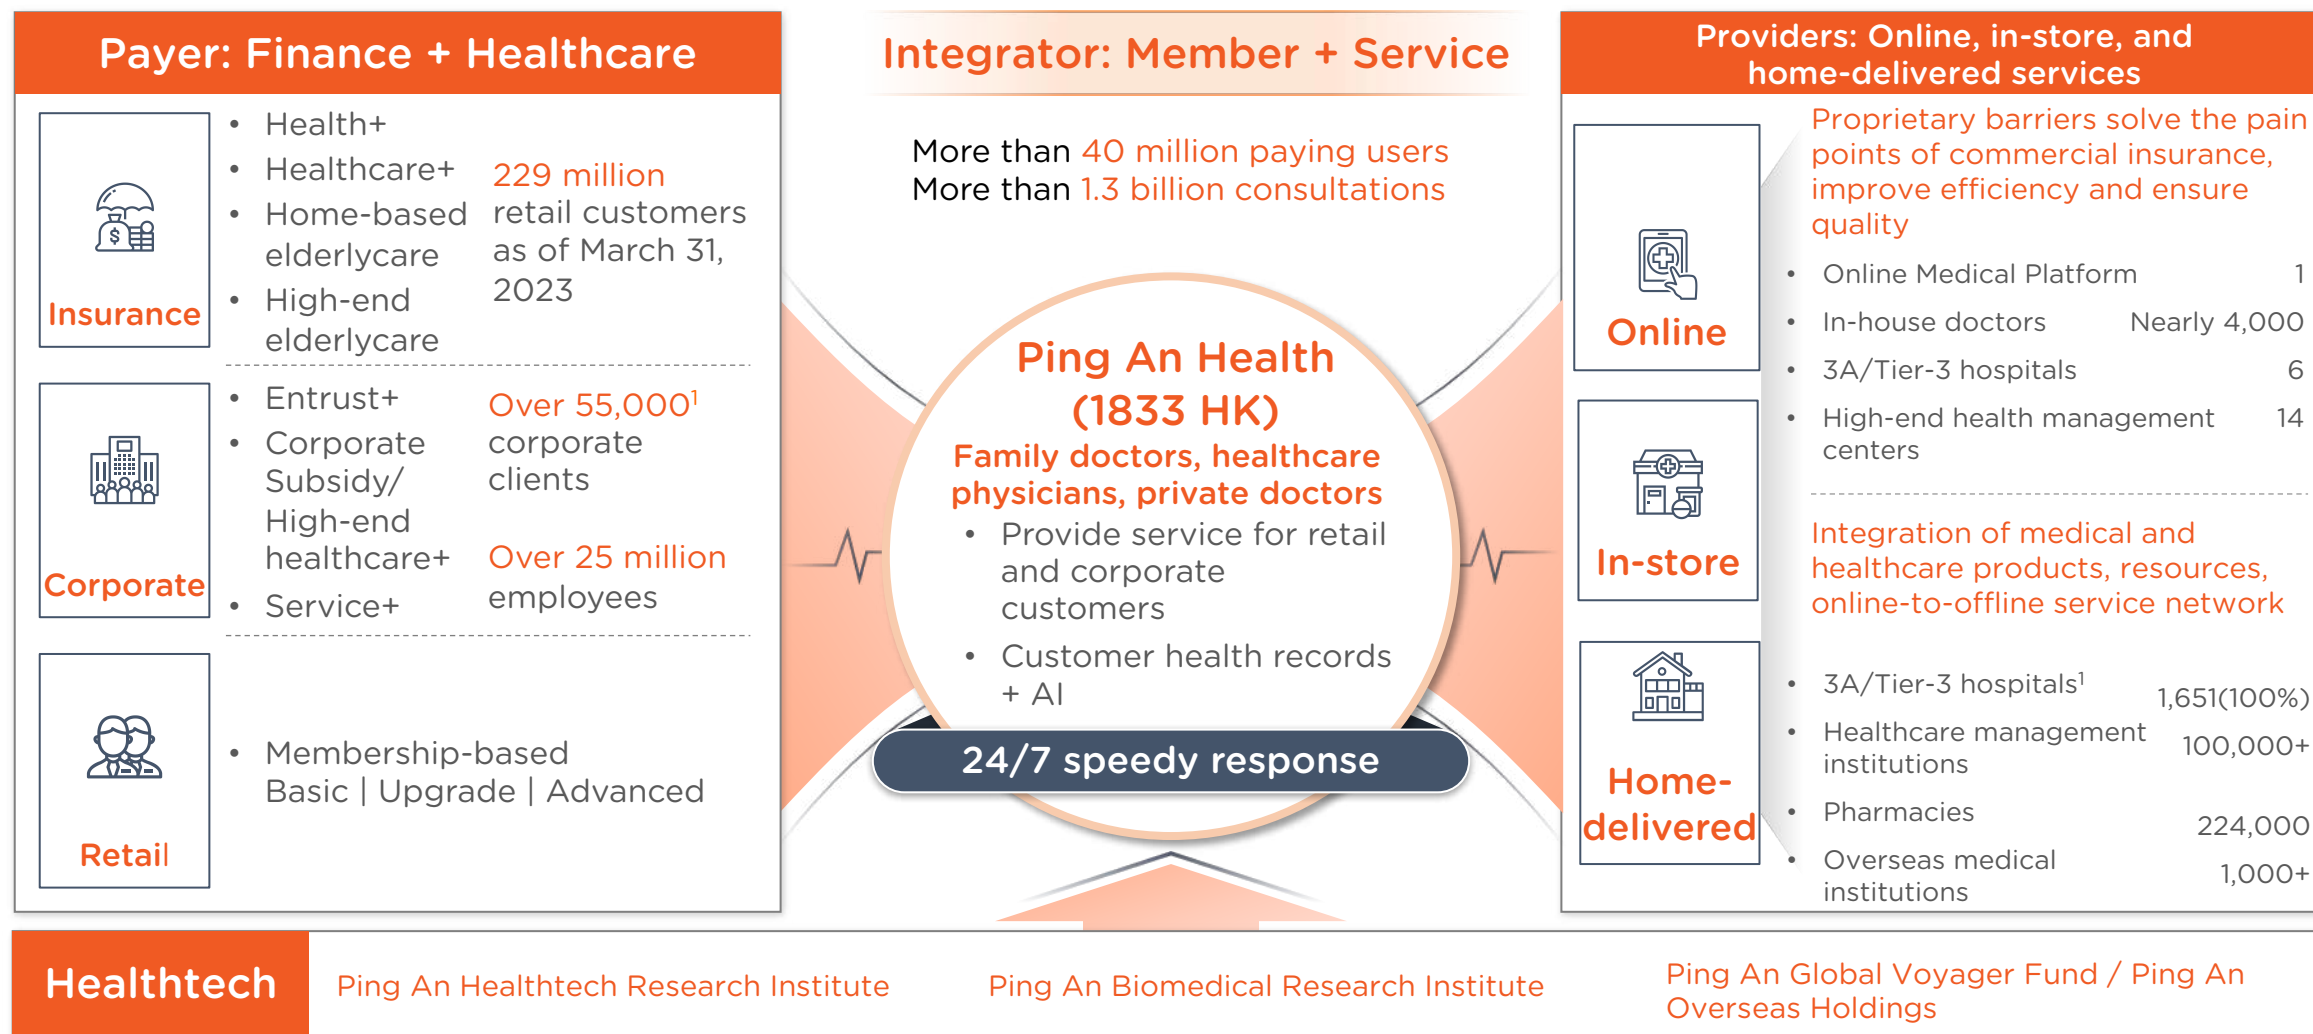 Payer: Finance + Healthcare
Insurance
• Health+
• Healthcare+
• Home-based
elderlycare
• High-end
elderlycare
229 million
retail customers
as of March 31,
2023
Corporate
• Entrust+
• Corporate
Subsidy/
High-end
healthcare+
• Service+
Over 55,000¹
corporate
clients
Over 25 million
employees
Retail
• Membership-based
Basic | Upgrade | Advanced
Integrator: Member + Service
More than 40 million paying users
More than 1.3 billion consultations
Ping An Health
(1833 HK)
Family doctors, healthcare
physicians, private doctors
• Provide service for retail
and corporate
customers
• Customer health records
+ AI
24/7 speedy response
Providers: Online, in-store, and
home-delivered services
Online
In-store
Home-
delivered
Proprietary barriers solve the pain
points of commercial insurance,
improve efficiency and ensure
quality
• Online Medical Platform 1
• In-house doctors Nearly 4,000
• 3A/Tier-3 hospitals 6
• High-end health management 14
centers
Integration of medical and
healthcare products, resources,
online-to-offline service network
• 3A/Tier-3 hospitals¹ 1,651(100%)
• Healthcare management
institutions 100,000+
• Pharmacies 224,000
• Overseas medical
institutions 1,000+
Healthtech
Ping An Healthtech Research Institute
Ping An Biomedical Research Institute
Ping An Global Voyager Fund / Ping An
Overseas Holdings